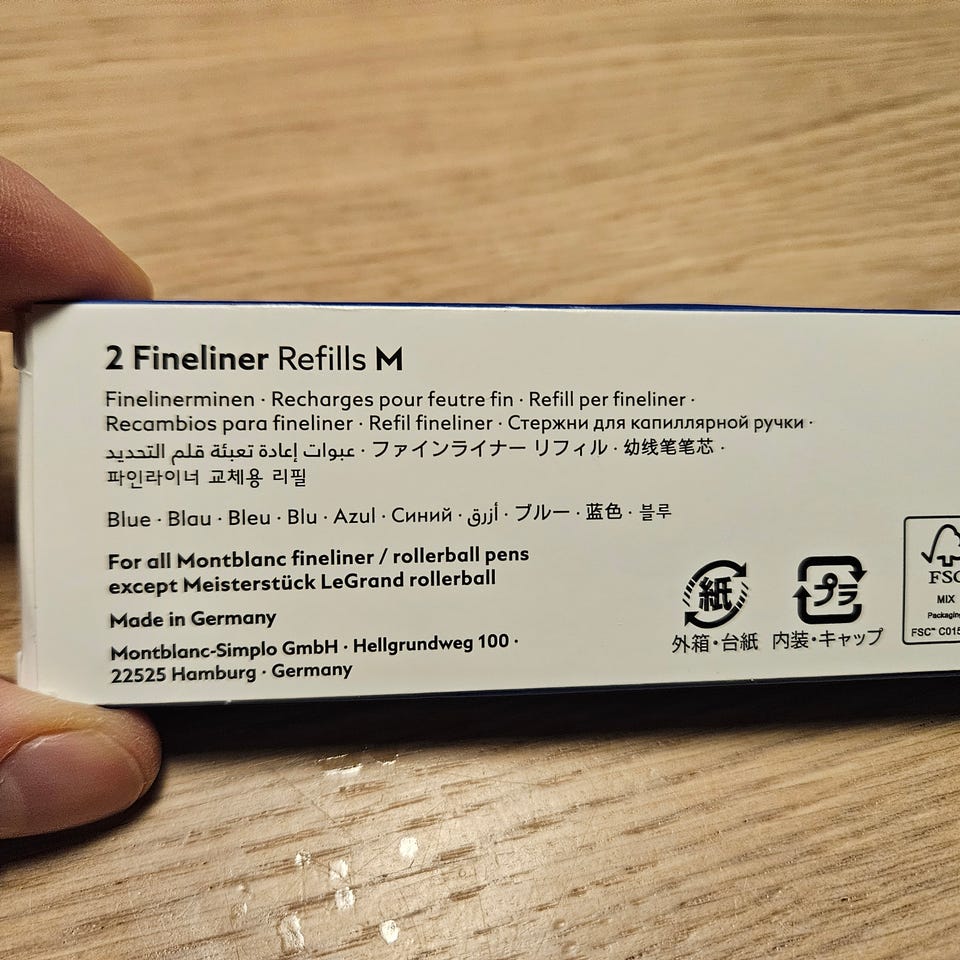 2 Fineliner Refills M
Finelinerminen · Recharges pour feutre fin · Refill per fineliner ·
Recambios para fineliner · Refil fineliner · Стержни для капиллярной ручки ·
عبوات إعادة تعبئة قلم التحديد · ファインライナー リフィル · 幼线笔笔芯 ·
파인라이너 교체용 리필
Blue · Blau · Bleu · Blu · Azul · Синий · أزرق · ブルー · 蓝色 · 블루
For all Montblanc fineliner / rollerball pens
except Meisterstück LeGrand rollerball
Made in Germany
Montblanc-Simplo GmbH · Hellgrundweg 100 ·
22525 Hamburg · Germany
紙
外箱・台紙
プラ
内装・キャップ
FSC
MIX
Packaging
FSC™ C015